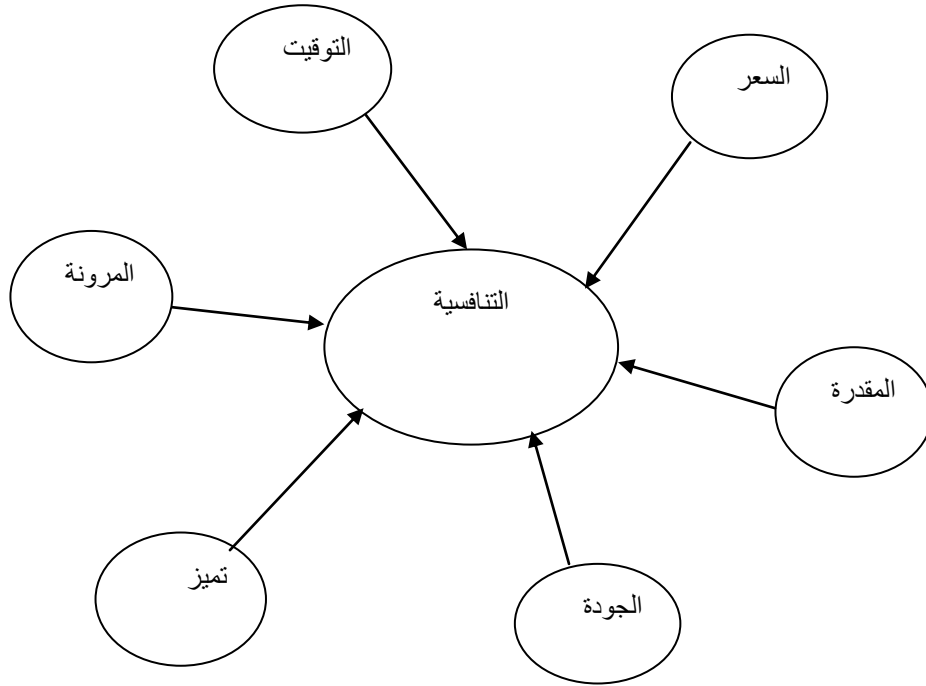 التوقيت
السعر
المرونة
التنافسية
المقدرة
تميز
الجودة